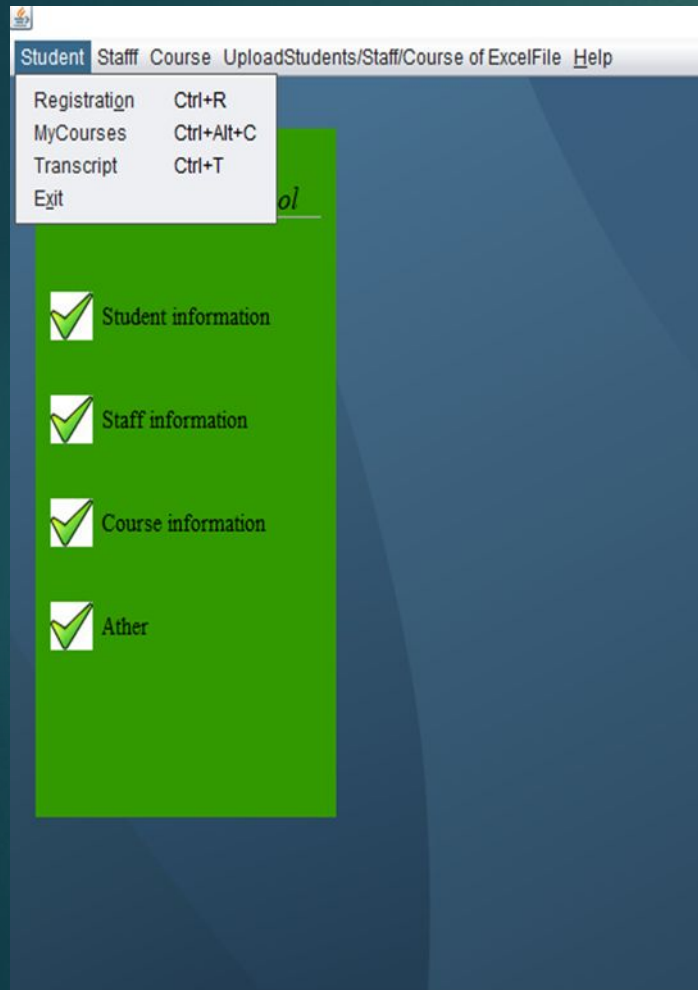 Student Stafff Course UploadStudents/Staff/Course of ExcelFile Help
Registration Ctrl+R
MyCourses Ctrl+Alt+C
Transcript Ctrl+T
Exit
Student information
Staff information
Course information
Ather